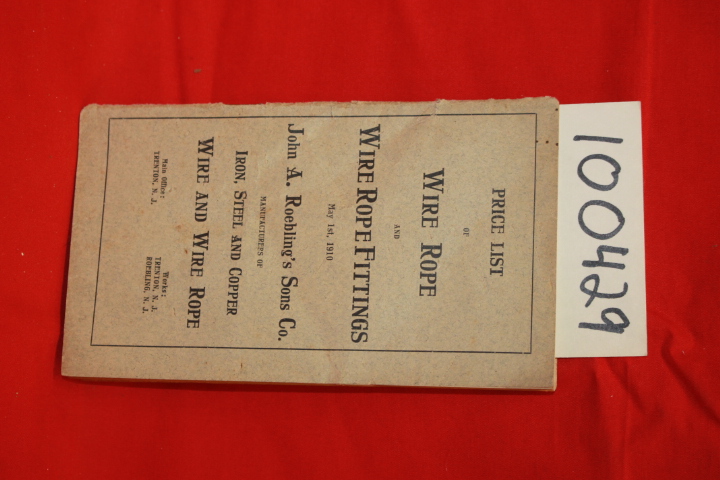 PRICE LIST
OF
WIRE ROPE
AND
WIRE ROPE FITTINGS
May 1st, 1910
John A. Roebling's Sons Co.
MANUFACTURERS OF
IRON, STEEL AND COPPER
WIRE AND WIRE ROPE
Main Office:
TRENTON, N. J.
Works:
TRENTON, N. J.
ROEBLING, N. J.
100429